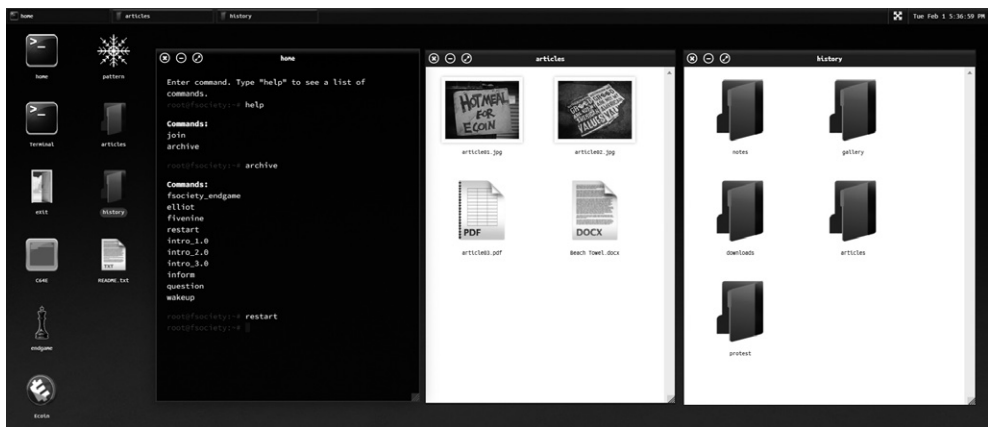 home
articles
history
Tue Feb 1 5:36:59 PM
home
pattern
Terminal
articles
exit
history
C64E
TXT
README.txt
endgame
Ecoin
home
Enter command. Type "help" to see a list of
commands.
root@fsociety:~# help
Commands:
join
archive
root@fsociety:~# archive
Commands:
fsociety_endgame
elliot
fivenine
restart
intro_1.0
intro_2.0
intro_3.0
inform
question
wakeup
root@fsociety:~# restart
root@fsociety:~#
articles
HOT MEAL
FOR
ECOIN
article01.jpg
article02.jpg
PDF
DOCX
article03.pdf
Beach Towel.docx
history
notes
gallery
downloads
articles
protest